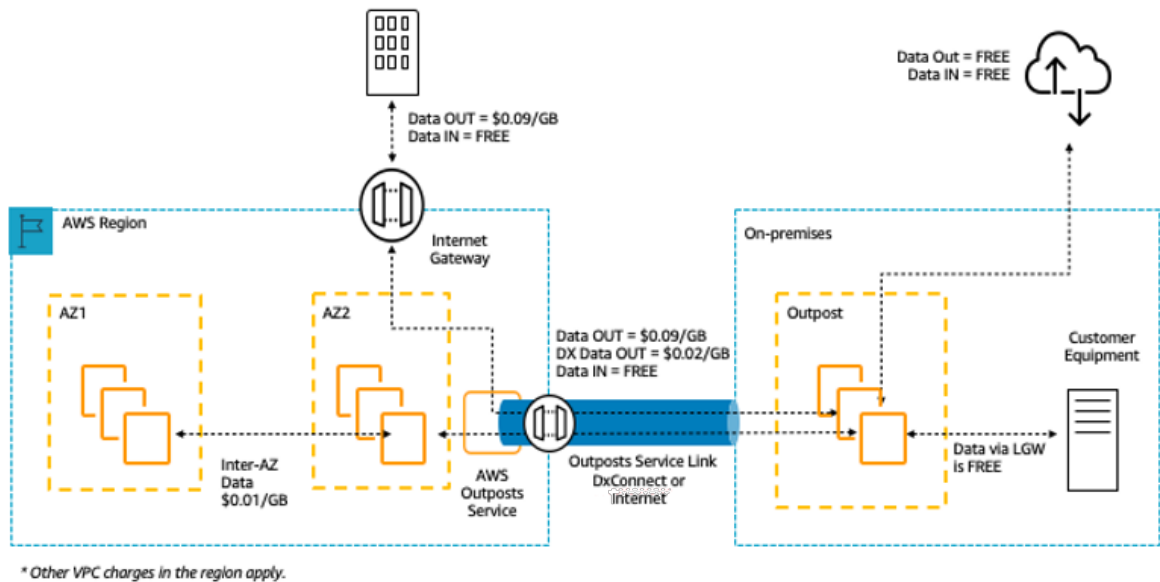 Data OUT = $0.09/GB
Data IN = FREE
Data Out = FREE
Data IN = FREE
AWS Region
Internet
Gateway
On-premises
AZ1
AZ2
Outpost
Data OUT = $0.09/GB
DX Data OUT = $0.02/GB
Data IN = FREE
Customer
Equipment
Inter-AZ
Data
$0.01/GB
AWS
Outposts
Service
Outposts Service Link
DxConnect or
Internet
Data via LGW
is FREE
* Other VPC charges in the region apply.